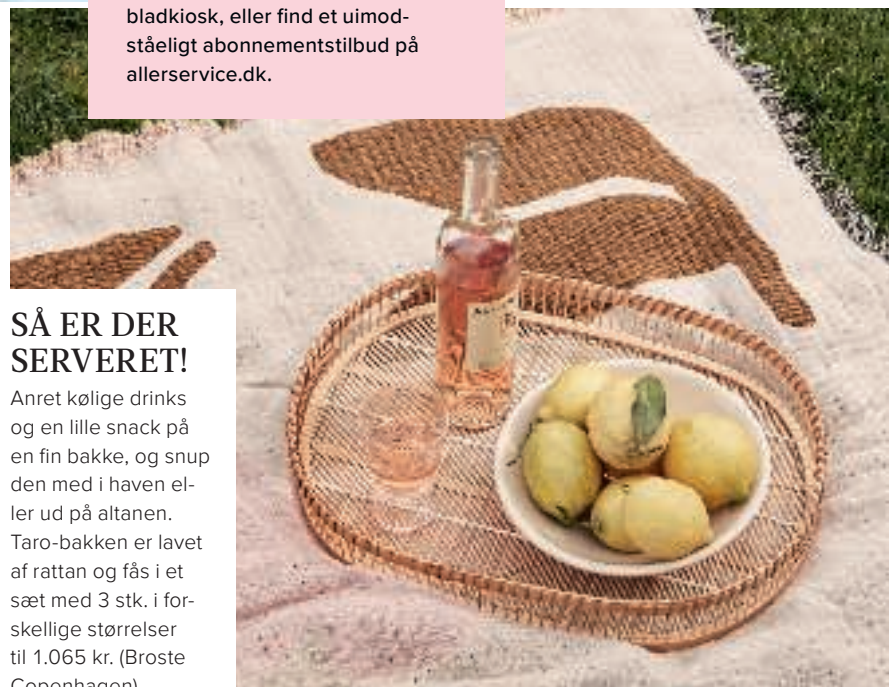 bladkiosk, eller find et uimod-
ståeligt abonnementstilbud på
allerservice.dk.
SÅ ER DER
SERVERET!
Anret kølige drinks
og en lille snack på
en fin bakke, og snup
den med i haven el-
ler ud på altanen.
Taro-bakken er lavet
af rattan og fås i et
sæt med 3 stk. i for-
skellige størrelser
til 1.065 kr. (Broste
Copenhagen)